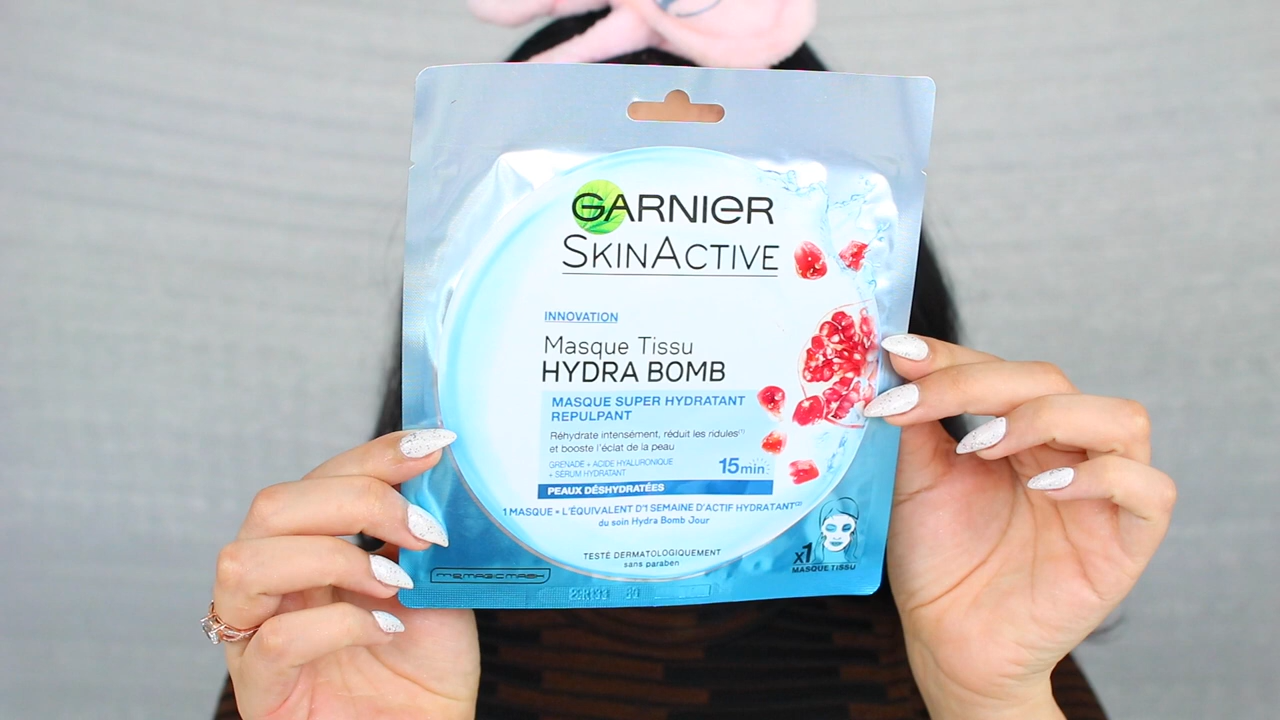 GARNIER
SKINACTIVE
INNOVATION
Masque Tissu
HYDRA BOMB
MASQUE SUPER HYDRATANT
REPULPANT
Réhydrate intensément, réduit les ridules(1)
et booste l'éclat de la peau
GRENADE + ACIDE HYALURONIQUE
+ SÉRUM HYDRATANT
15min
PEAUX DÉSHYDRATÉES
1 MASQUE = L'ÉQUIVALENT D'1 SEMAINE D'ACTIF HYDRATANT(2)
du soin Hydra Bomb Jour
TESTÉ DERMATOLOGIQUEMENT
sans paraben
x1
MASQUE TISSU